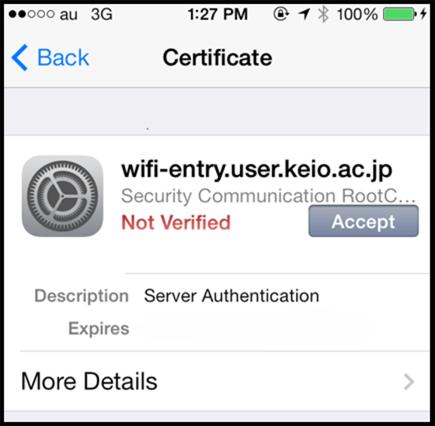 au 3G 1:27 PM 100%
Back Certificate
wifi-entry.user.keio.ac.jp
Security Communication RootC...
Not Verified Accept
Description Server Authentication
Expires
More Details